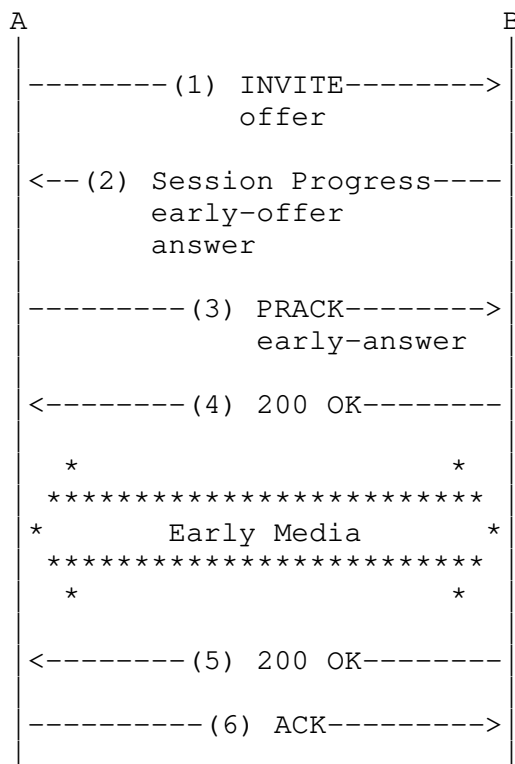 A B
|--------(1) INVITE-------->|
offer
|<--(2) Session Progress----|
early-offer
answer
|---------(3) PRACK-------->|
early-answer
|<--------(4) 200 OK--------|
* *
*************************
|* Early Media *|
*************************
* *
|<--------(5) 200 OK--------|
|----------(6) ACK--------->|